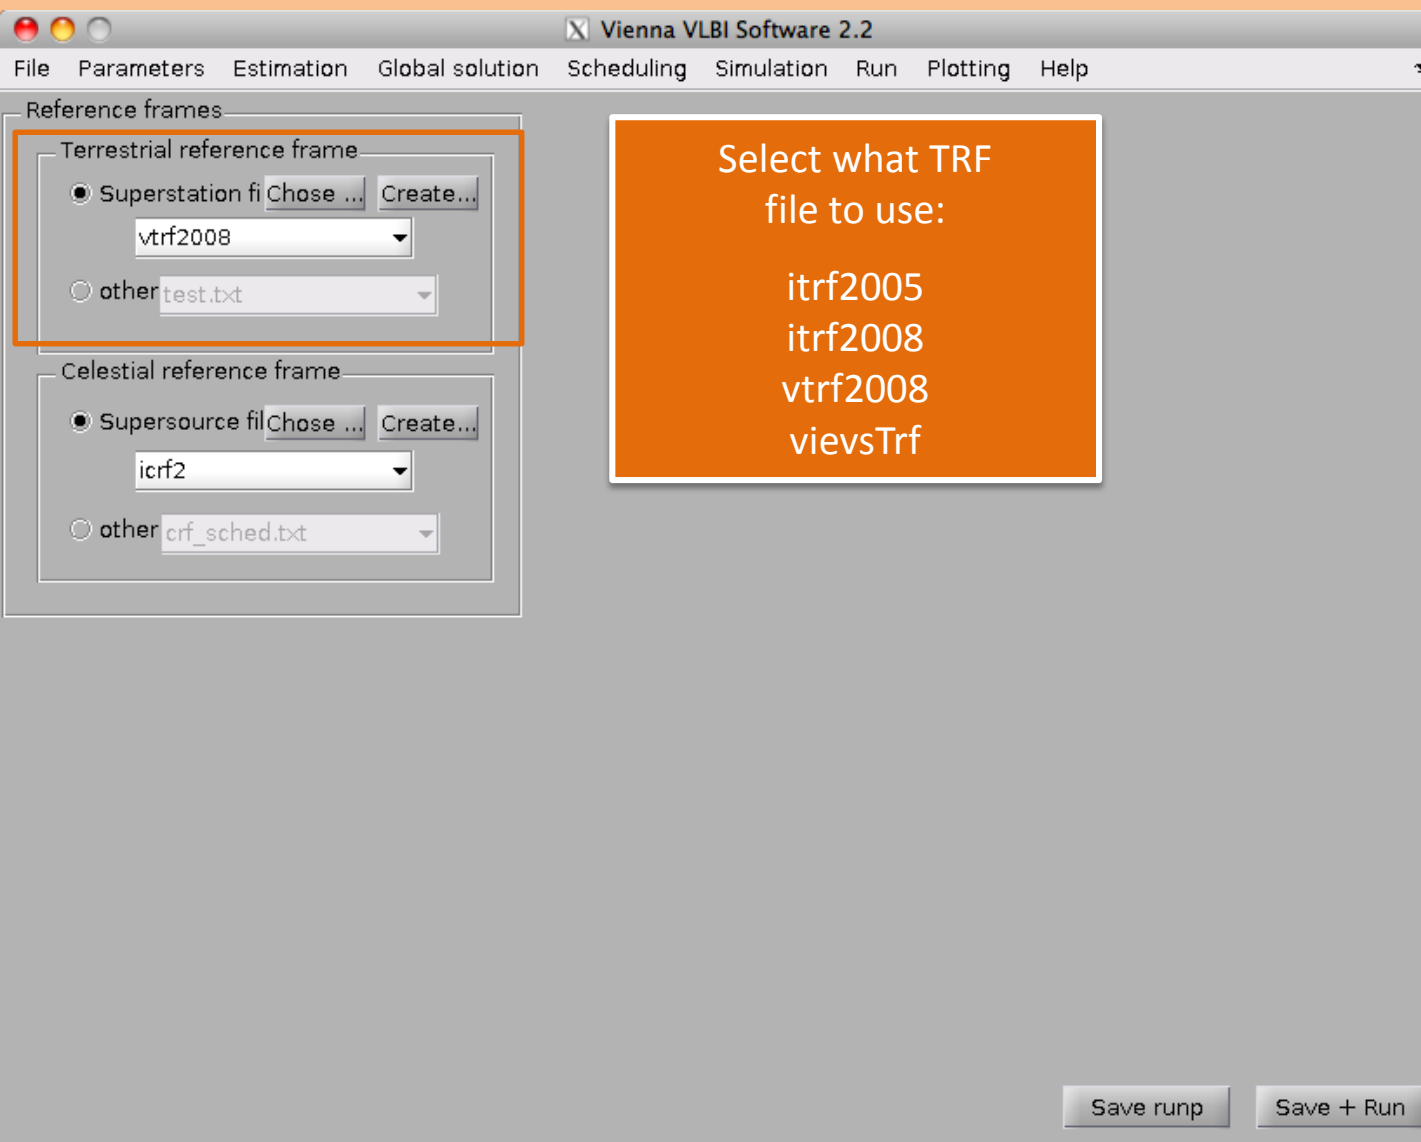 Vienna VLBI Software 2.2
File Parameters Estimation Global solution Scheduling Simulation Run Plotting Help
Reference frames
Terrestrial reference frame
Superstation fi Chose ... Create...
vtrf2008
other test.txt
Celestial reference frame
Supersource fil Chose ... Create...
icrf2
other crf_sched.txt
Select what TRF
file to use:
itrf2005
itrf2008
vtrf2008
vievsTrf
Save runp Save + Run